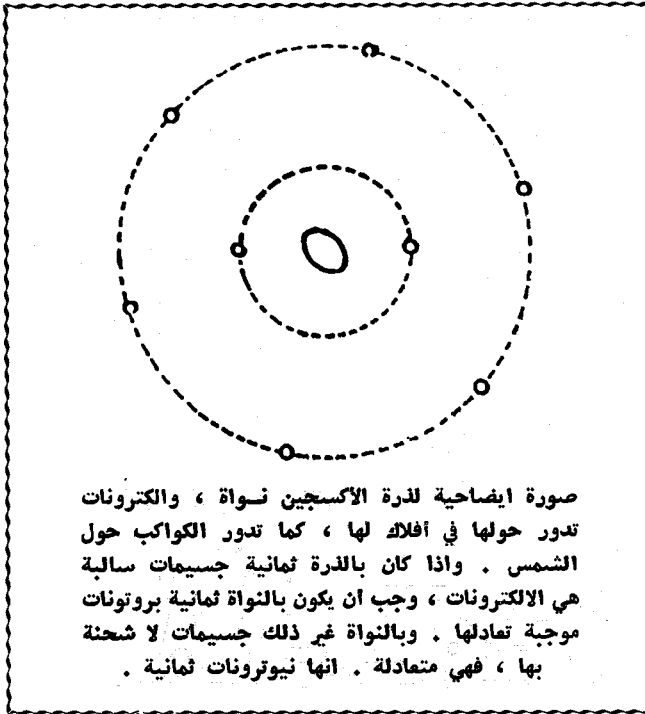 صورة ايضاحية لذرة الأكسجين نـواة ، والكترونات
تدور حولها في أفلاك لها ، كما تدور الكواكب حول
الشمس . واذا كان بالذرة ثمانية جسيمات سالبة
هي الالكترونات ، وجب أن يكون بالنواة ثمانية بروتونات
موجبة تعادلها . وبالنواة غير ذلك جسيمات لا شحنة
بها ، فهي متعادلة . انها نيوترونات ثمانية .